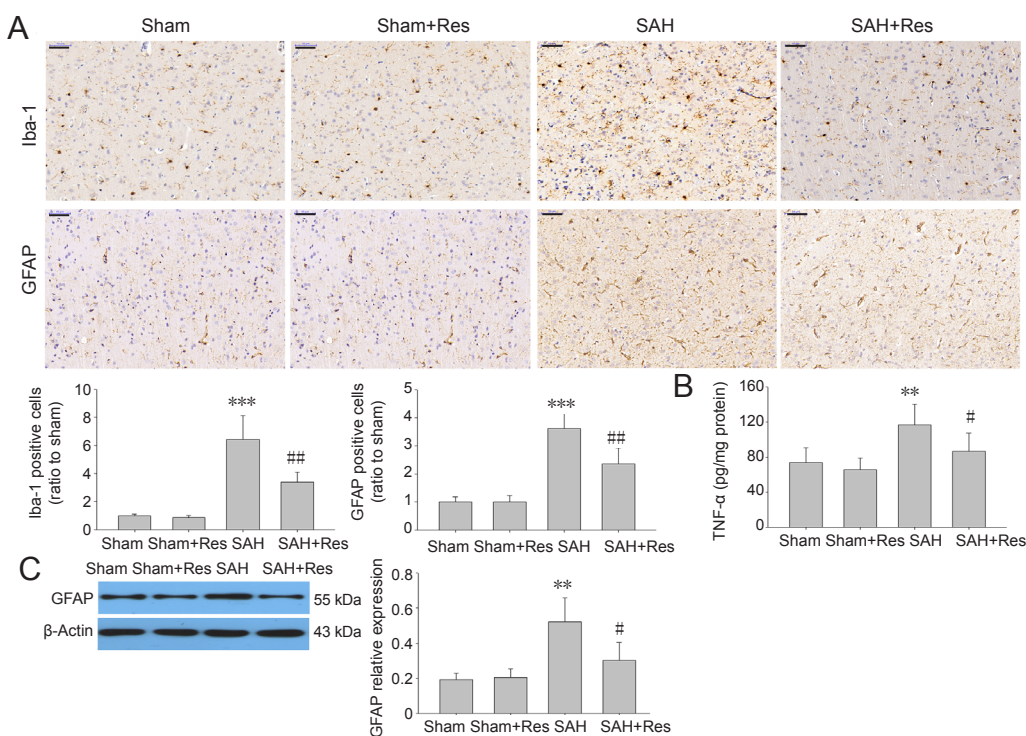 A
Sham
Sham+Res
SAH
SAH+Res
Iba-1
GFAP
Iba-1 positive cells
(ratio to sham)
10
8
6
4
2
0
***
##
Sham Sham+Res SAH SAH+Res
GFAP positive cells
(ratio to sham)
5
4
3
2
1
0
***
##
Sham Sham+Res SAH SAH+Res
B
TNF-α (pg/mg protein)
160
120
80
40
0
**
#
Sham Sham+Res SAH SAH+Res
C
Sham Sham+Res SAH SAH+Res
GFAP 55 kDa
β-Actin 43 kDa
GFAP relative expression
0.8
0.6
0.4
0.2
0
**
#
Sham Sham+Res SAH SAH+Res